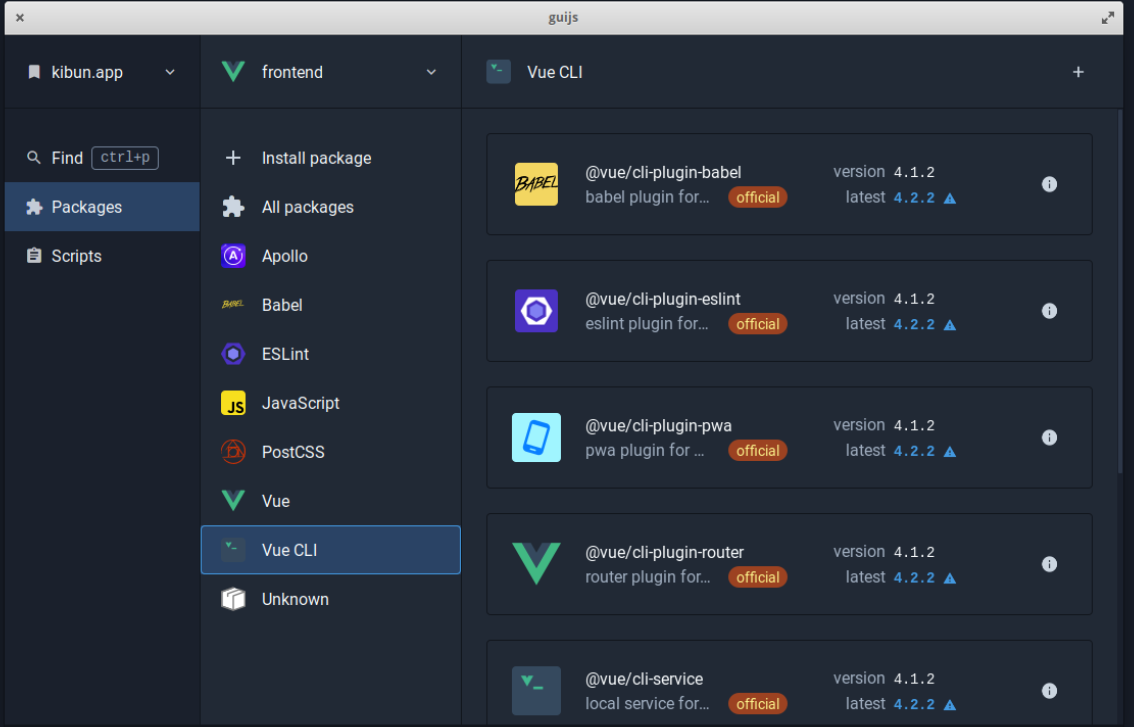 guijs
kibun.app
frontend
Vue CLI
Find ctrl+p
Packages
Scripts
Install package
All packages
Apollo
BABEL Babel
ESLint
JS JavaScript
PostCSS
Vue
Vue CLI
Unknown
BABEL
@vue/cli-plugin-babel
babel plugin for… official
version 4.1.2
latest 4.2.2
@vue/cli-plugin-eslint
eslint plugin for… official
version 4.1.2
latest 4.2.2
@vue/cli-plugin-pwa
pwa plugin for … official
version 4.1.2
latest 4.2.2
@vue/cli-plugin-router
router plugin for… official
version 4.1.2
latest 4.2.2
@vue/cli-service
local service for… official
version 4.1.2
latest 4.2.2